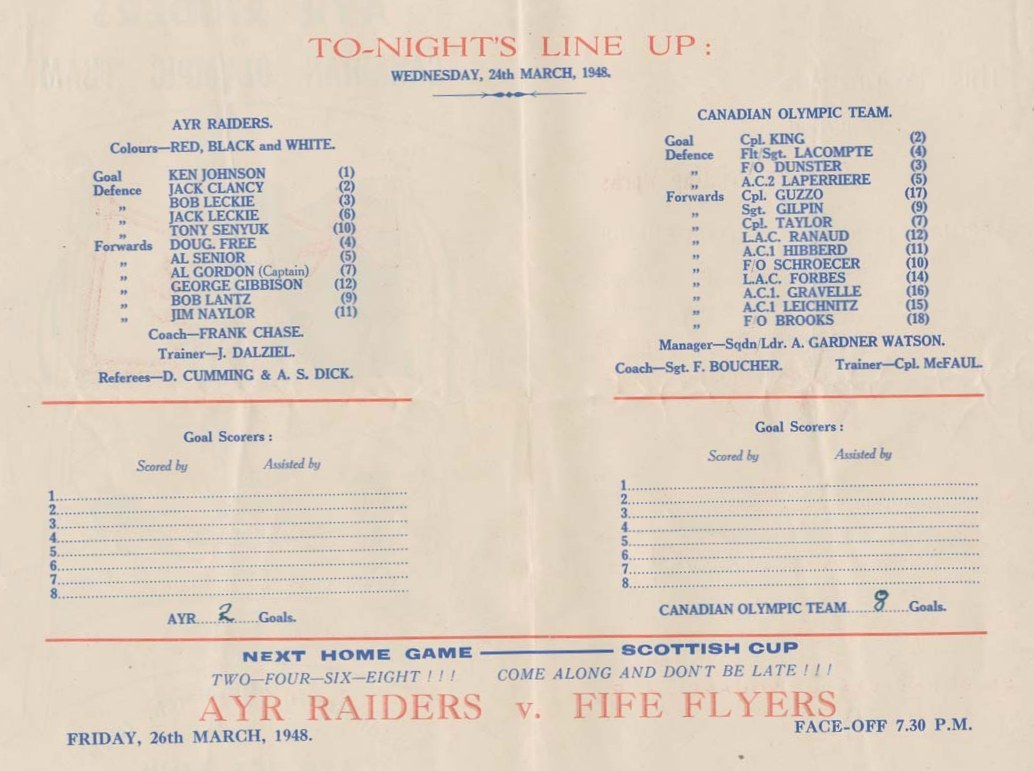 TO-NIGHT'S LINE UP :
WEDNESDAY, 24th MARCH, 1948.
AYR RAIDERS.
Colours—RED, BLACK and WHITE.
Goal KEN JOHNSON (1)
Defence JACK CLANCY (2)
„ BOB LECKIE (3)
„ JACK LECKIE (6)
„ TONY SENYUK (10)
Forwards DOUG. FREE (4)
„ AL SENIOR (5)
„ AL GORDON (Captain) (7)
„ GEORGE GIBBISON (12)
„ BOB LANTZ (9)
„ JIM NAYLOR (11)
Coach—FRANK CHASE.
Trainer—J. DALZIEL.
Referees—D. CUMMING & A. S. DICK.
CANADIAN OLYMPIC TEAM.
Goal Cpl. KING (2)
Defence Flt/Sgt. LACOMPTE (4)
„ F/O DUNSTER (3)
„ A.C.2 LAPERRIERE (5)
Forwards Cpl. GUZZO (17)
„ Sgt. GILPIN (9)
„ Cpl. TAYLOR (7)
„ L.A.C. RANAUD (12)
„ A.C.1 HIBBERD (11)
„ F/O SCHROECER (10)
„ L.A.C. FORBES (14)
„ A.C.1. GRAVELLE (16)
„ A.C.1 LEICHNITZ (15)
„ F/O BROOKS (18)
Manager—Sqdn/Ldr. A. GARDNER WATSON.
Coach—Sgt. F. BOUCHER. Trainer—Cpl. McFAUL.
Goal Scorers :
Scored by Assisted by
1
2
3
4
5
6
7
8
AYR 2 Goals.
Goal Scorers :
Scored by Assisted by
1
2
3
4
5
6
7
8
CANADIAN OLYMPIC TEAM 8 Goals.
NEXT HOME GAME —— SCOTTISH CUP
TWO—FOUR—SIX—EIGHT ! ! ! COME ALONG AND DON'T BE LATE ! ! !
AYR RAIDERS v. FIFE FLYERS
FRIDAY, 26th MARCH, 1948. FACE-OFF 7.30 P.M.